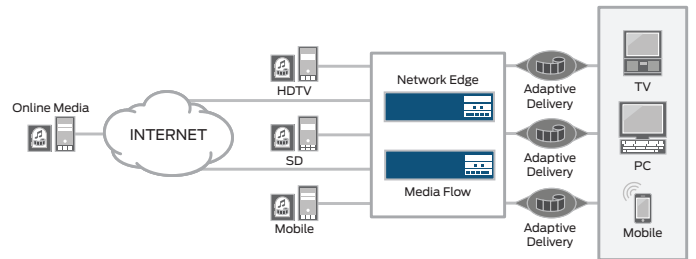 Online Media
INTERNET
HDTV
SD
Mobile
Network Edge
Media Flow
Adaptive
Delivery
Adaptive
Delivery
Adaptive
Delivery
TV
PC
Mobile